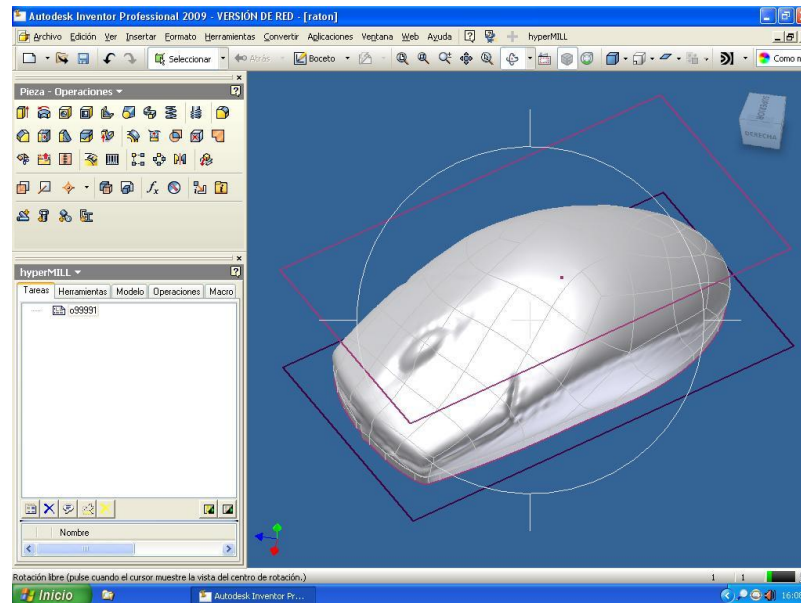 Autodesk Inventor Professional 2009 - VERSIÓN DE RED - [raton]
Archivo Edición Ver Insertar Formato Herramientas Convertir Aplicaciones Ventana Web Ayuda hyperMILL
Seleccionar Atrás Boceto Como
Pieza - Operaciones
SUPERIOR
DERECHA
hyperMILL
Tareas Herramientas Modelo Operaciones Macro
o99991
Nombre
Rotación libre (pulse cuando el cursor muestre la vista del centro de rotación.) 1 1
Inicio Autodesk Inventor Pr... 16:08